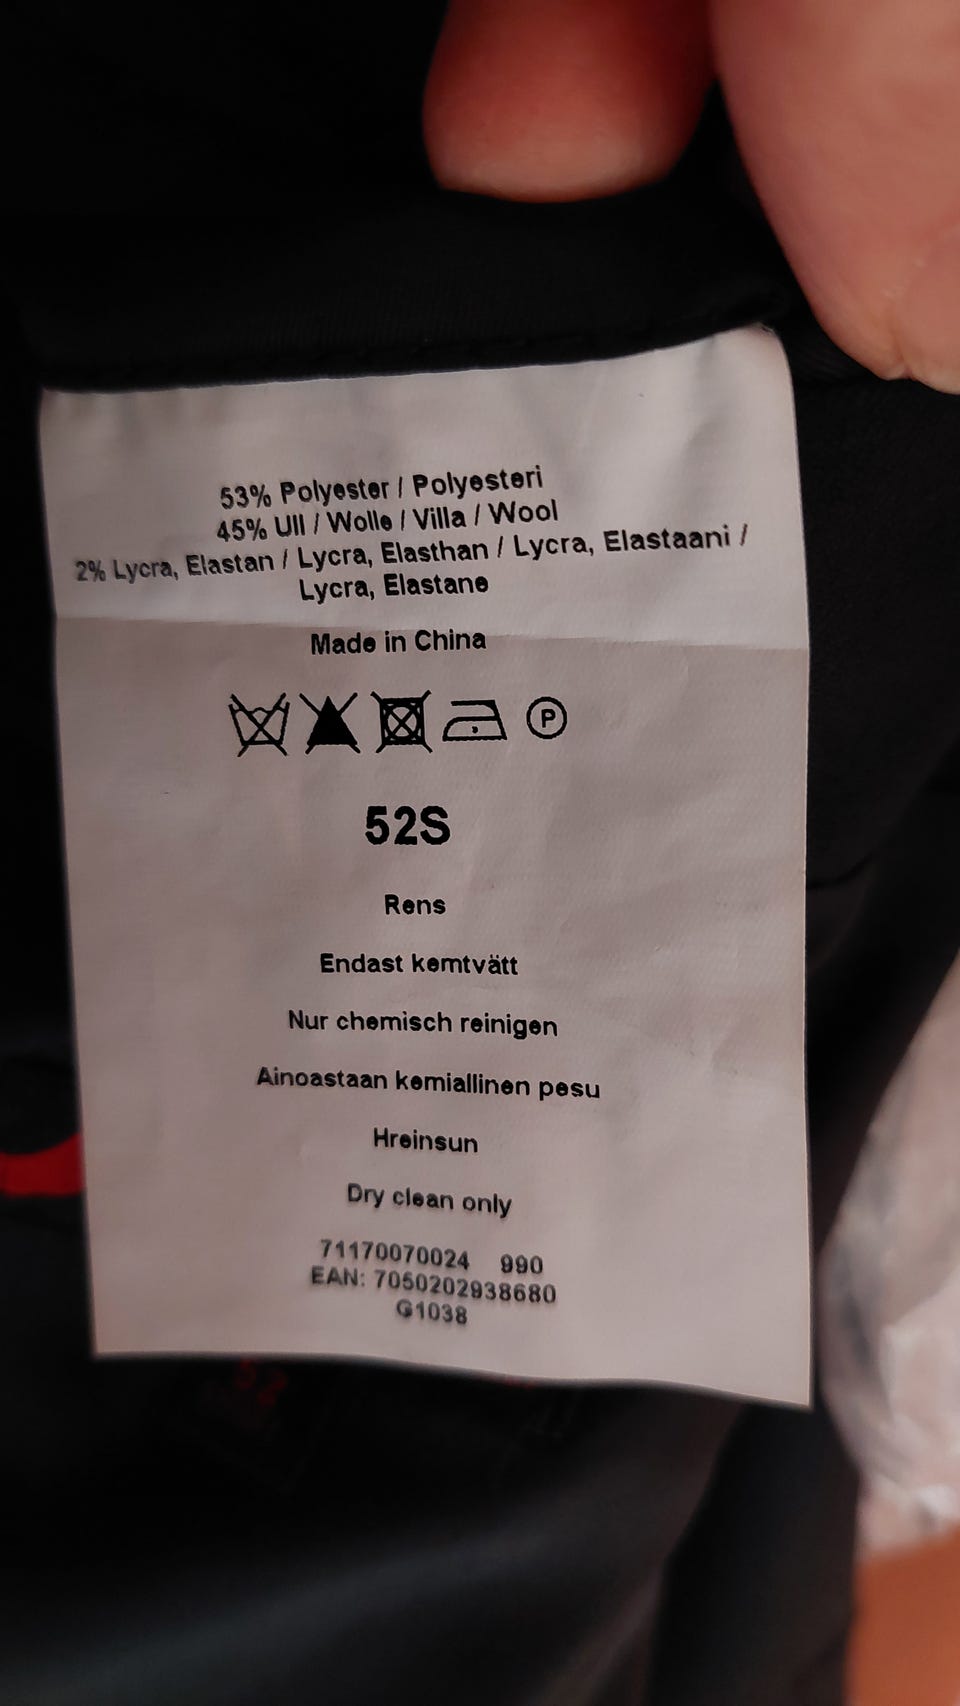 53% Polyester / Polyesteri
45% Ull / Wolle / Villa / Wool
2% Lycra, Elastan / Lycra, Elasthan / Lycra, Elastaani /
Lycra, Elastane
Made in China
P
52S
Rens
Endast kemtvätt
Nur chemisch reinigen
Ainoastaan kemiallinen pesu
Hreinsun
Dry clean only
71170070024 990
EAN: 7050202938680
G1038
52